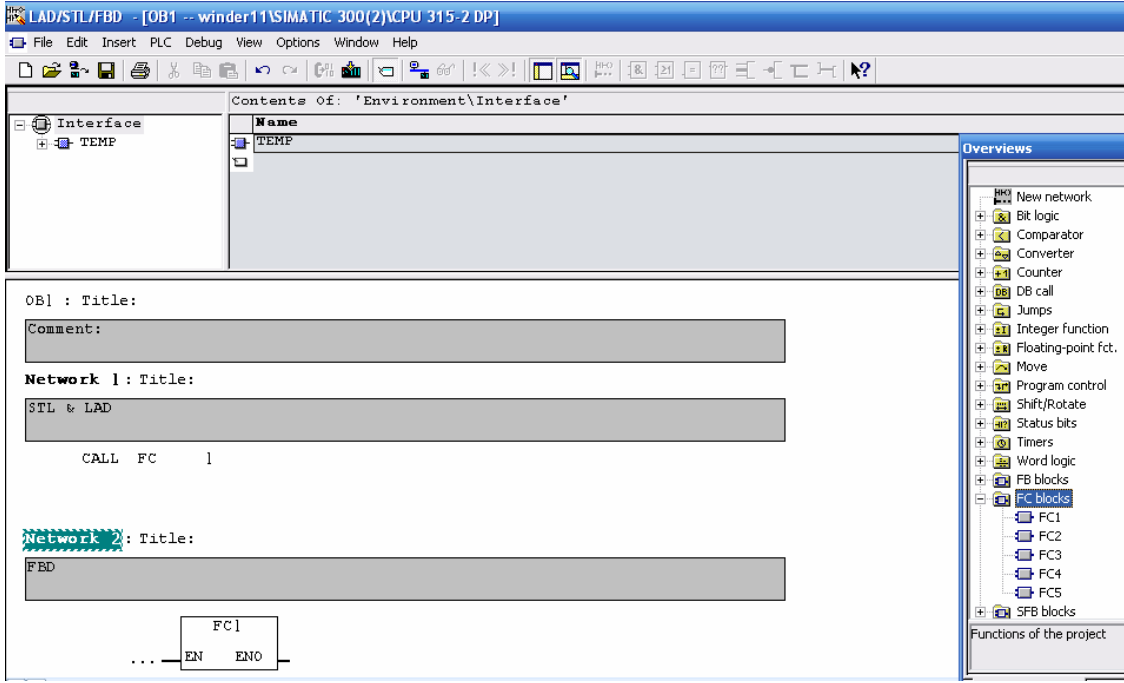 LAD/STL/FBD - [OB1 -- winder11\SIMATIC 300(2)\CPU 315-2 DP]
File Edit Insert PLC Debug View Options Window Help
Contents Of: 'Environment\Interface'
Interface
TEMP
Name
TEMP
Overviews
New network
Bit logic
Comparator
Converter
Counter
DB call
Jumps
Integer function
Floating-point fct.
Move
Program control
Shift/Rotate
Status bits
Timers
Word logic
FB blocks
FC blocks
FC1
FC2
FC3
FC4
FC5
SFB blocks
Functions of the project
OB1 : Title:
Comment:
Network 1: Title:
STL & LAD
CALL FC 1
Network 2: Title:
FBD
FC1
... EN ENO